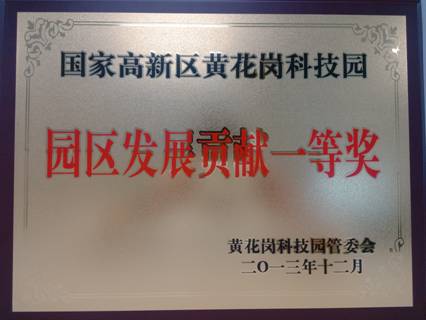 国家高新区黄花岗科技园
园区发展贡献一等奖
黄花岗科技园管委会
二〇一三年十二月